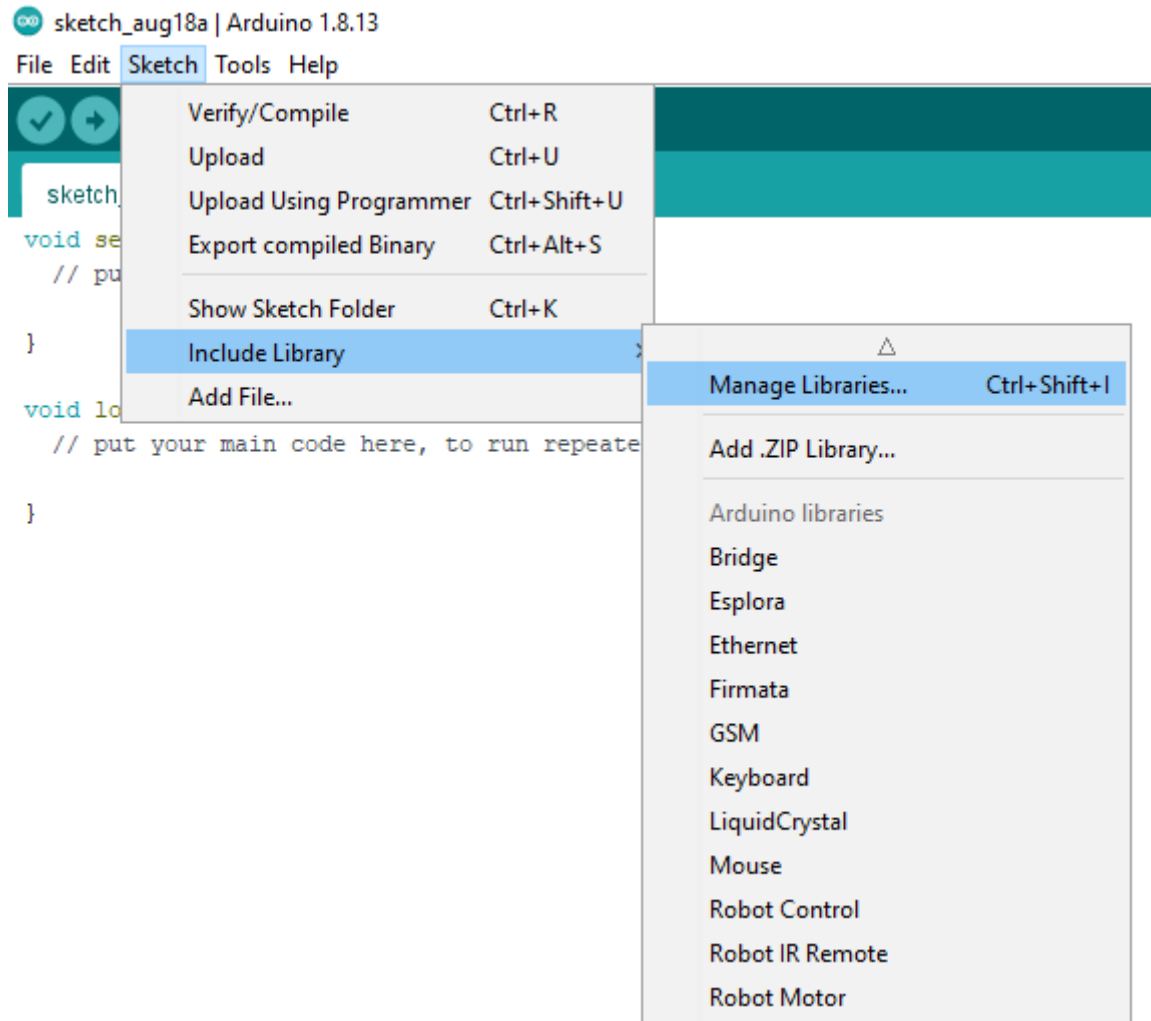 sketch_aug18a | Arduino 1.8.13
File Edit Sketch Tools Help
Verify/Compile Ctrl+R
Upload Ctrl+U
Upload Using Programmer Ctrl+Shift+U
Export compiled Binary Ctrl+Alt+S
Show Sketch Folder Ctrl+K
Include Library
Add File...
sketch_
void se
// pu
}
void lo
// put your main code here, to run repeate
}
Manage Libraries... Ctrl+Shift+I
Add .ZIP Library...
Arduino libraries
Bridge
Esplora
Ethernet
Firmata
GSM
Keyboard
LiquidCrystal
Mouse
Robot Control
Robot IR Remote
Robot Motor